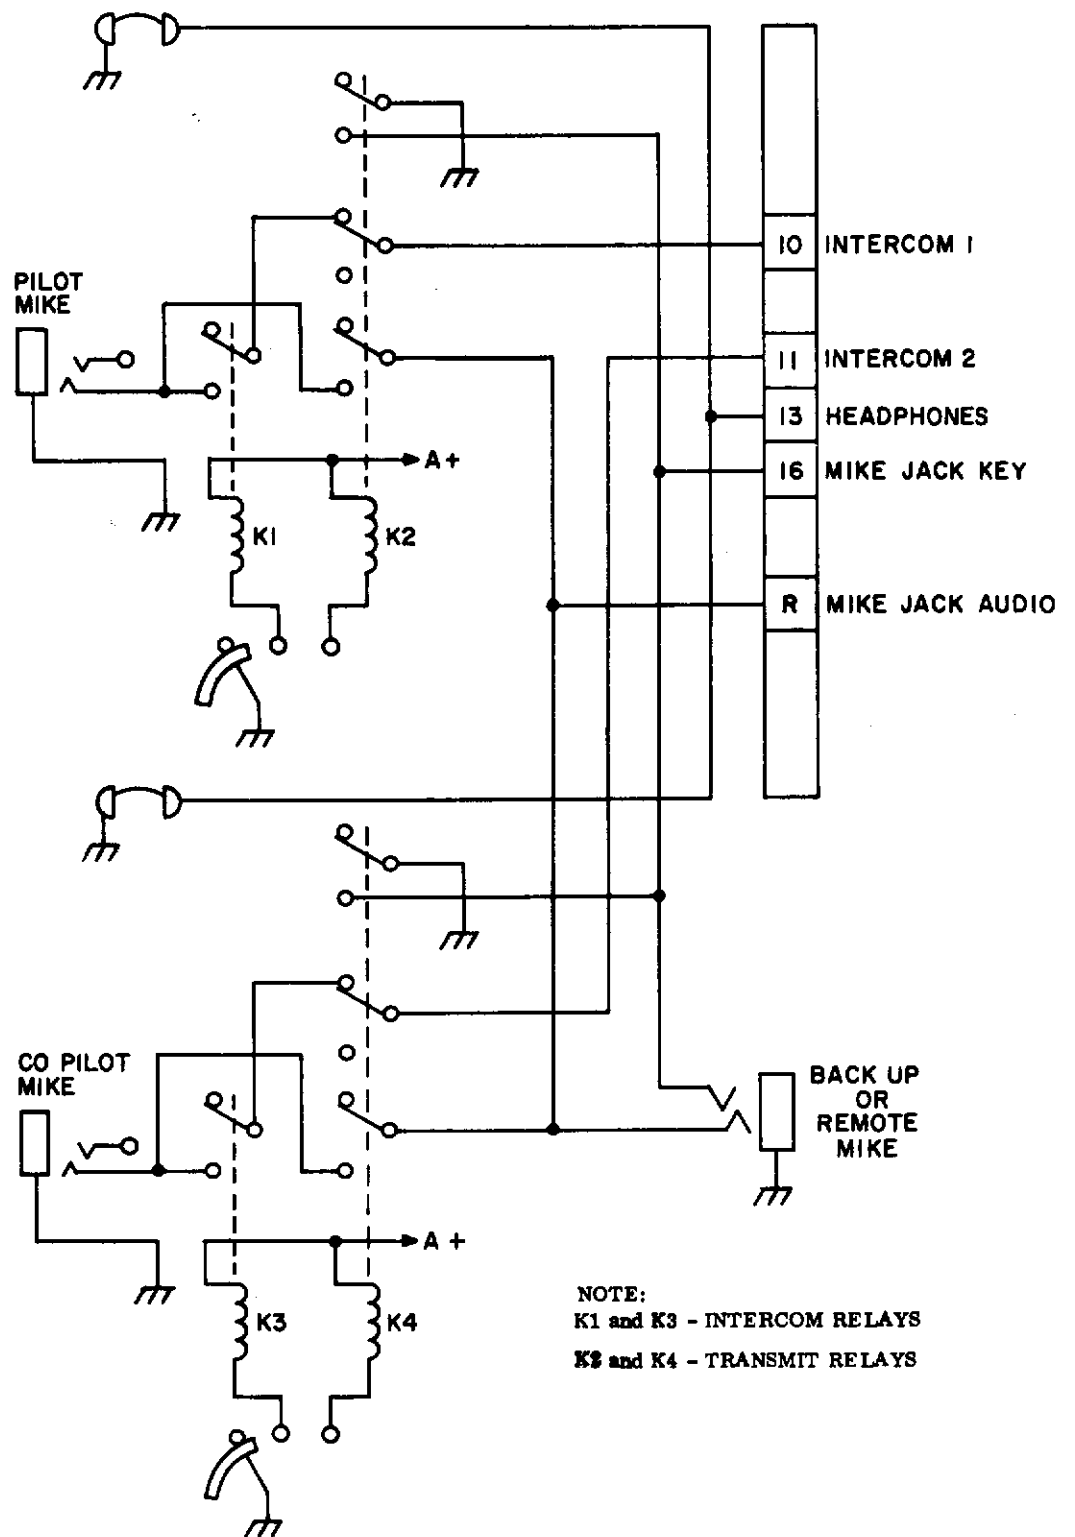 10 INTERCOM 1
PILOT
MIKE
11 INTERCOM 2
13 HEADPHONES
A+
16 MIKE JACK KEY
K1
K2
R MIKE JACK AUDIO
CO PILOT
MIKE
BACK UP
OR
REMOTE
MIKE
A+
K3
K4
NOTE:
K1 and K3 - INTERCOM RELAYS
K2 and K4 - TRANSMIT RELAYS